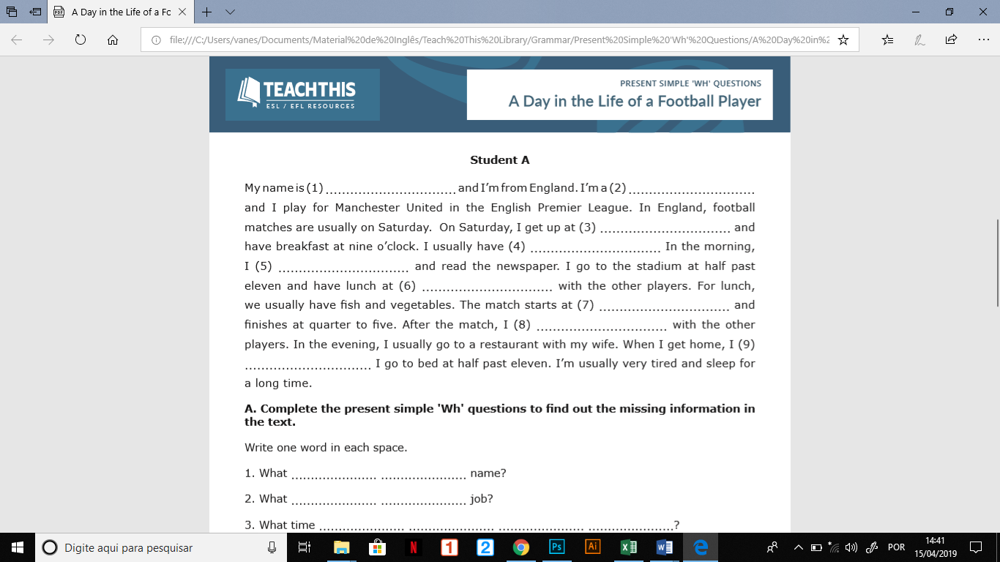 A Day in the Life of a Fo
file:///C:/Users/vanes/Documents/Material%20de%20Inglês/Teach%20This%20Library/Grammar/Present%20Simple%20'Wh'%20Questions/A%20Day%20in%2
TEACHTHIS
ESL / EFL RESOURCES
PRESENT SIMPLE 'WH' QUESTIONS
A Day in the Life of a Football Player
Student A
My name is (1) .................................. and I'm from England. I'm a (2) .................................
and I play for Manchester United in the English Premier League. In England, football
matches are usually on Saturday. On Saturday, I get up at (3) .................................. and
have breakfast at nine o'clock. I usually have (4) .................................. In the morning,
I (5) .................................. and read the newspaper. I go to the stadium at half past
eleven and have lunch at (6) .................................. with the other players. For lunch,
we usually have fish and vegetables. The match starts at (7) .................................. and
finishes at quarter to five. After the match, I (8) .................................. with the other
players. In the evening, I usually go to a restaurant with my wife. When I get home, I (9)
................................. I go to bed at half past eleven. I'm usually very tired and sleep for
a long time.
A. Complete the present simple 'Wh' questions to find out the missing information in
the text.
Write one word in each space.
1. What ...................... ...................... name?
2. What ...................... ...................... job?
3. What time ...................... ...................... ...................... ......................?
Digite aqui para pesquisar
N
1
2
Ps
Ai
POR
14:41
15/04/2019